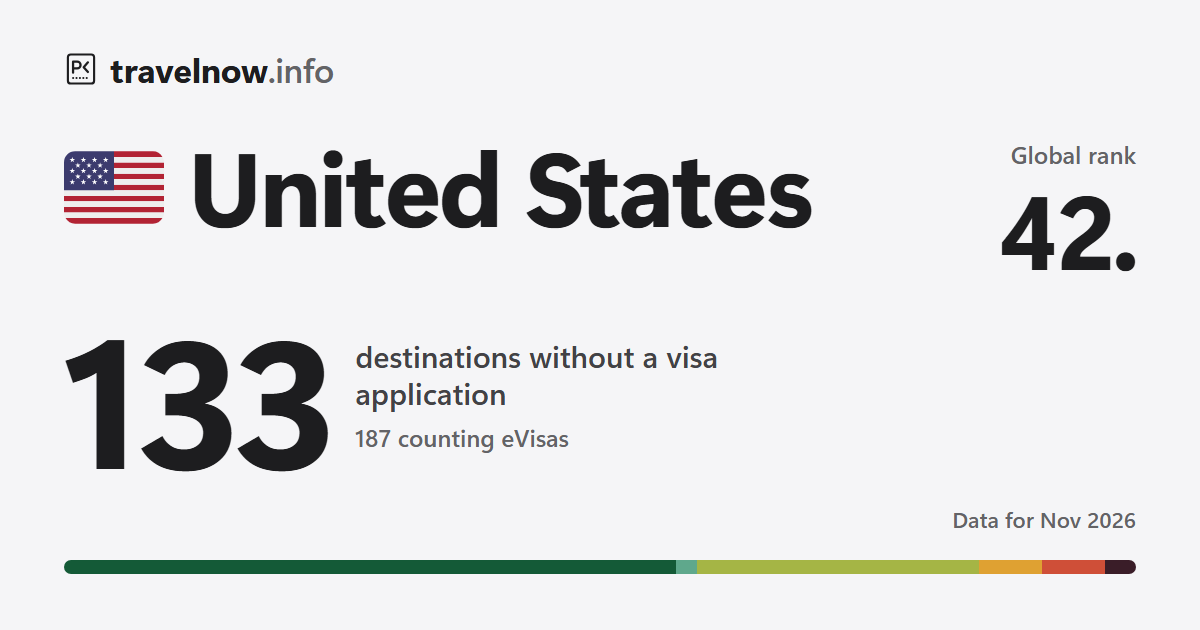 travelnow.info
United States
Global rank
42.
133
destinations without a visa
application
187 counting eVisas
Data for Nov 2026